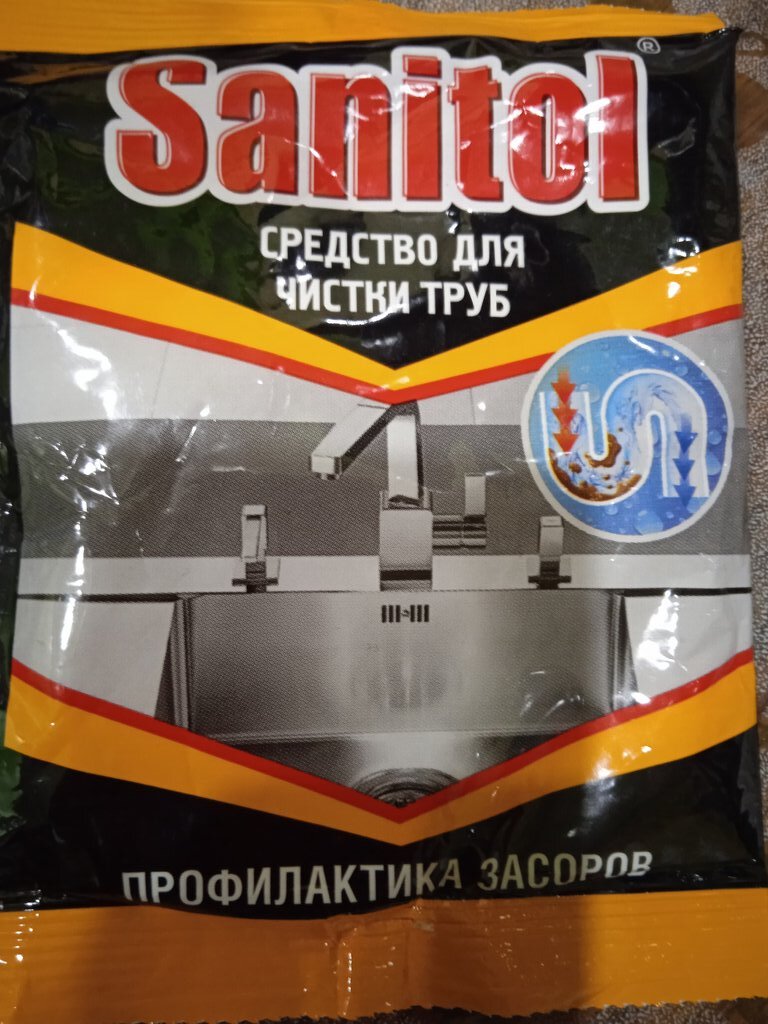 Sanitol®
СРЕДСТВО ДЛЯ
ЧИСТКИ ТРУБ
ПРОФИЛАКТИКА ЗАСОРОВ